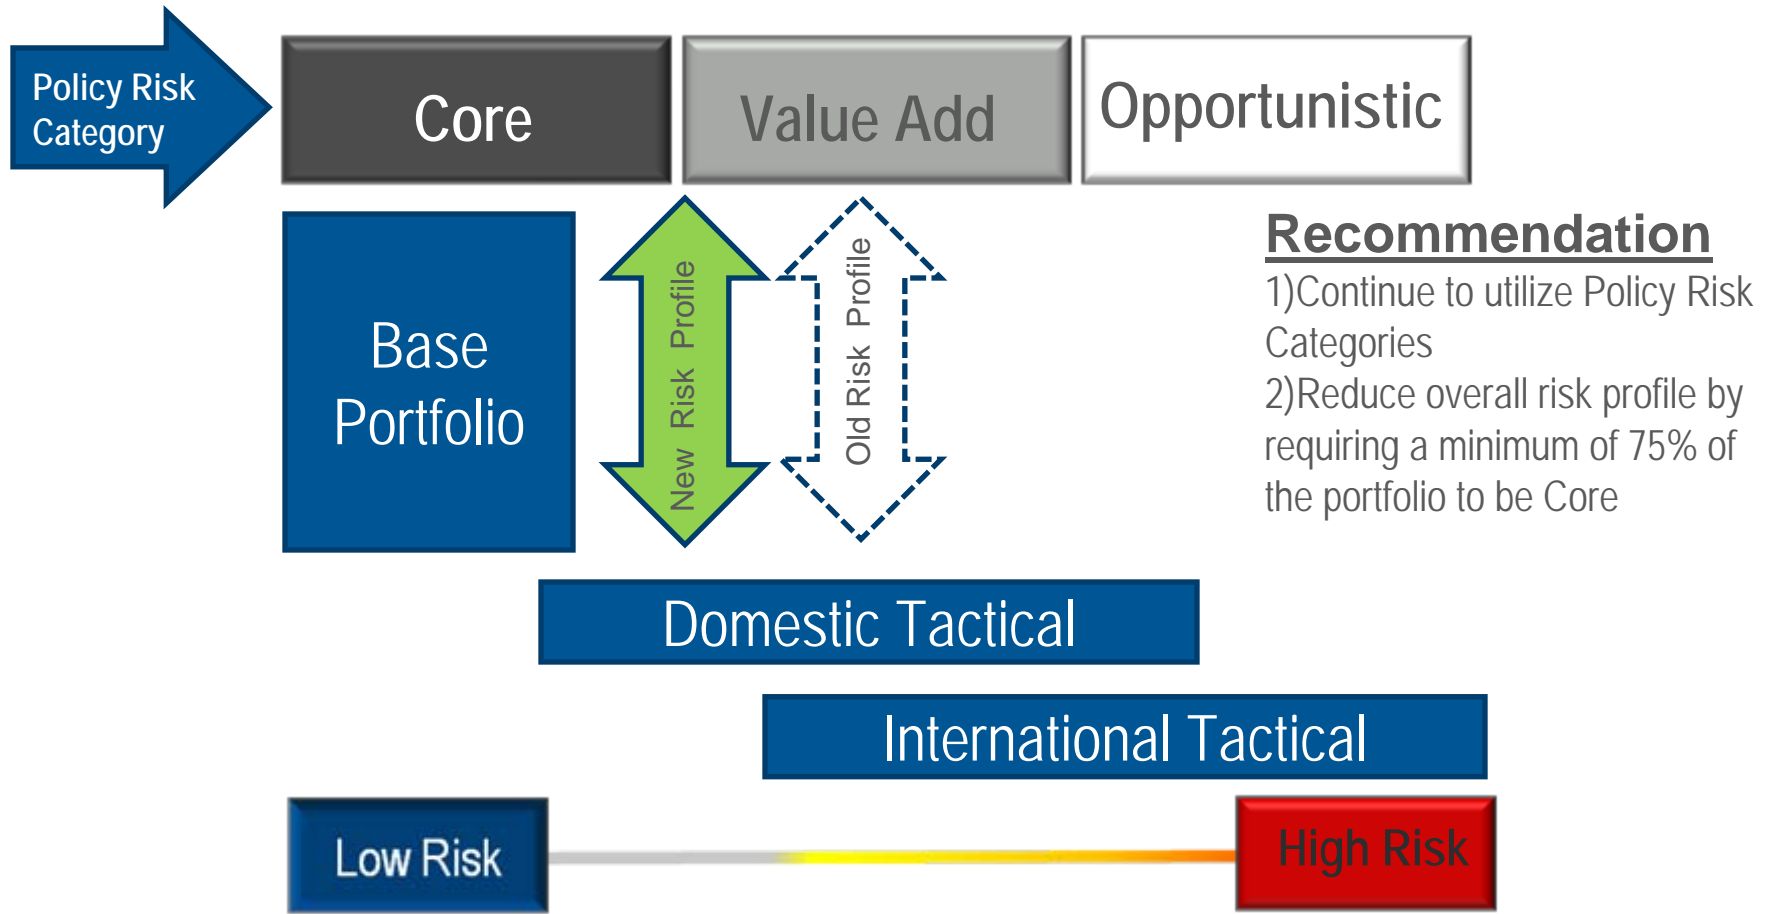 Policy Risk
Category
Core
Value Add
Opportunistic
Base
Portfolio
New Risk Profile
Old Risk Profile
Recommendation
1)Continue to utilize Policy Risk
Categories
2)Reduce overall risk profile by
requiring a minimum of 75% of
the portfolio to be Core
Domestic Tactical
International Tactical
Low Risk
High Risk